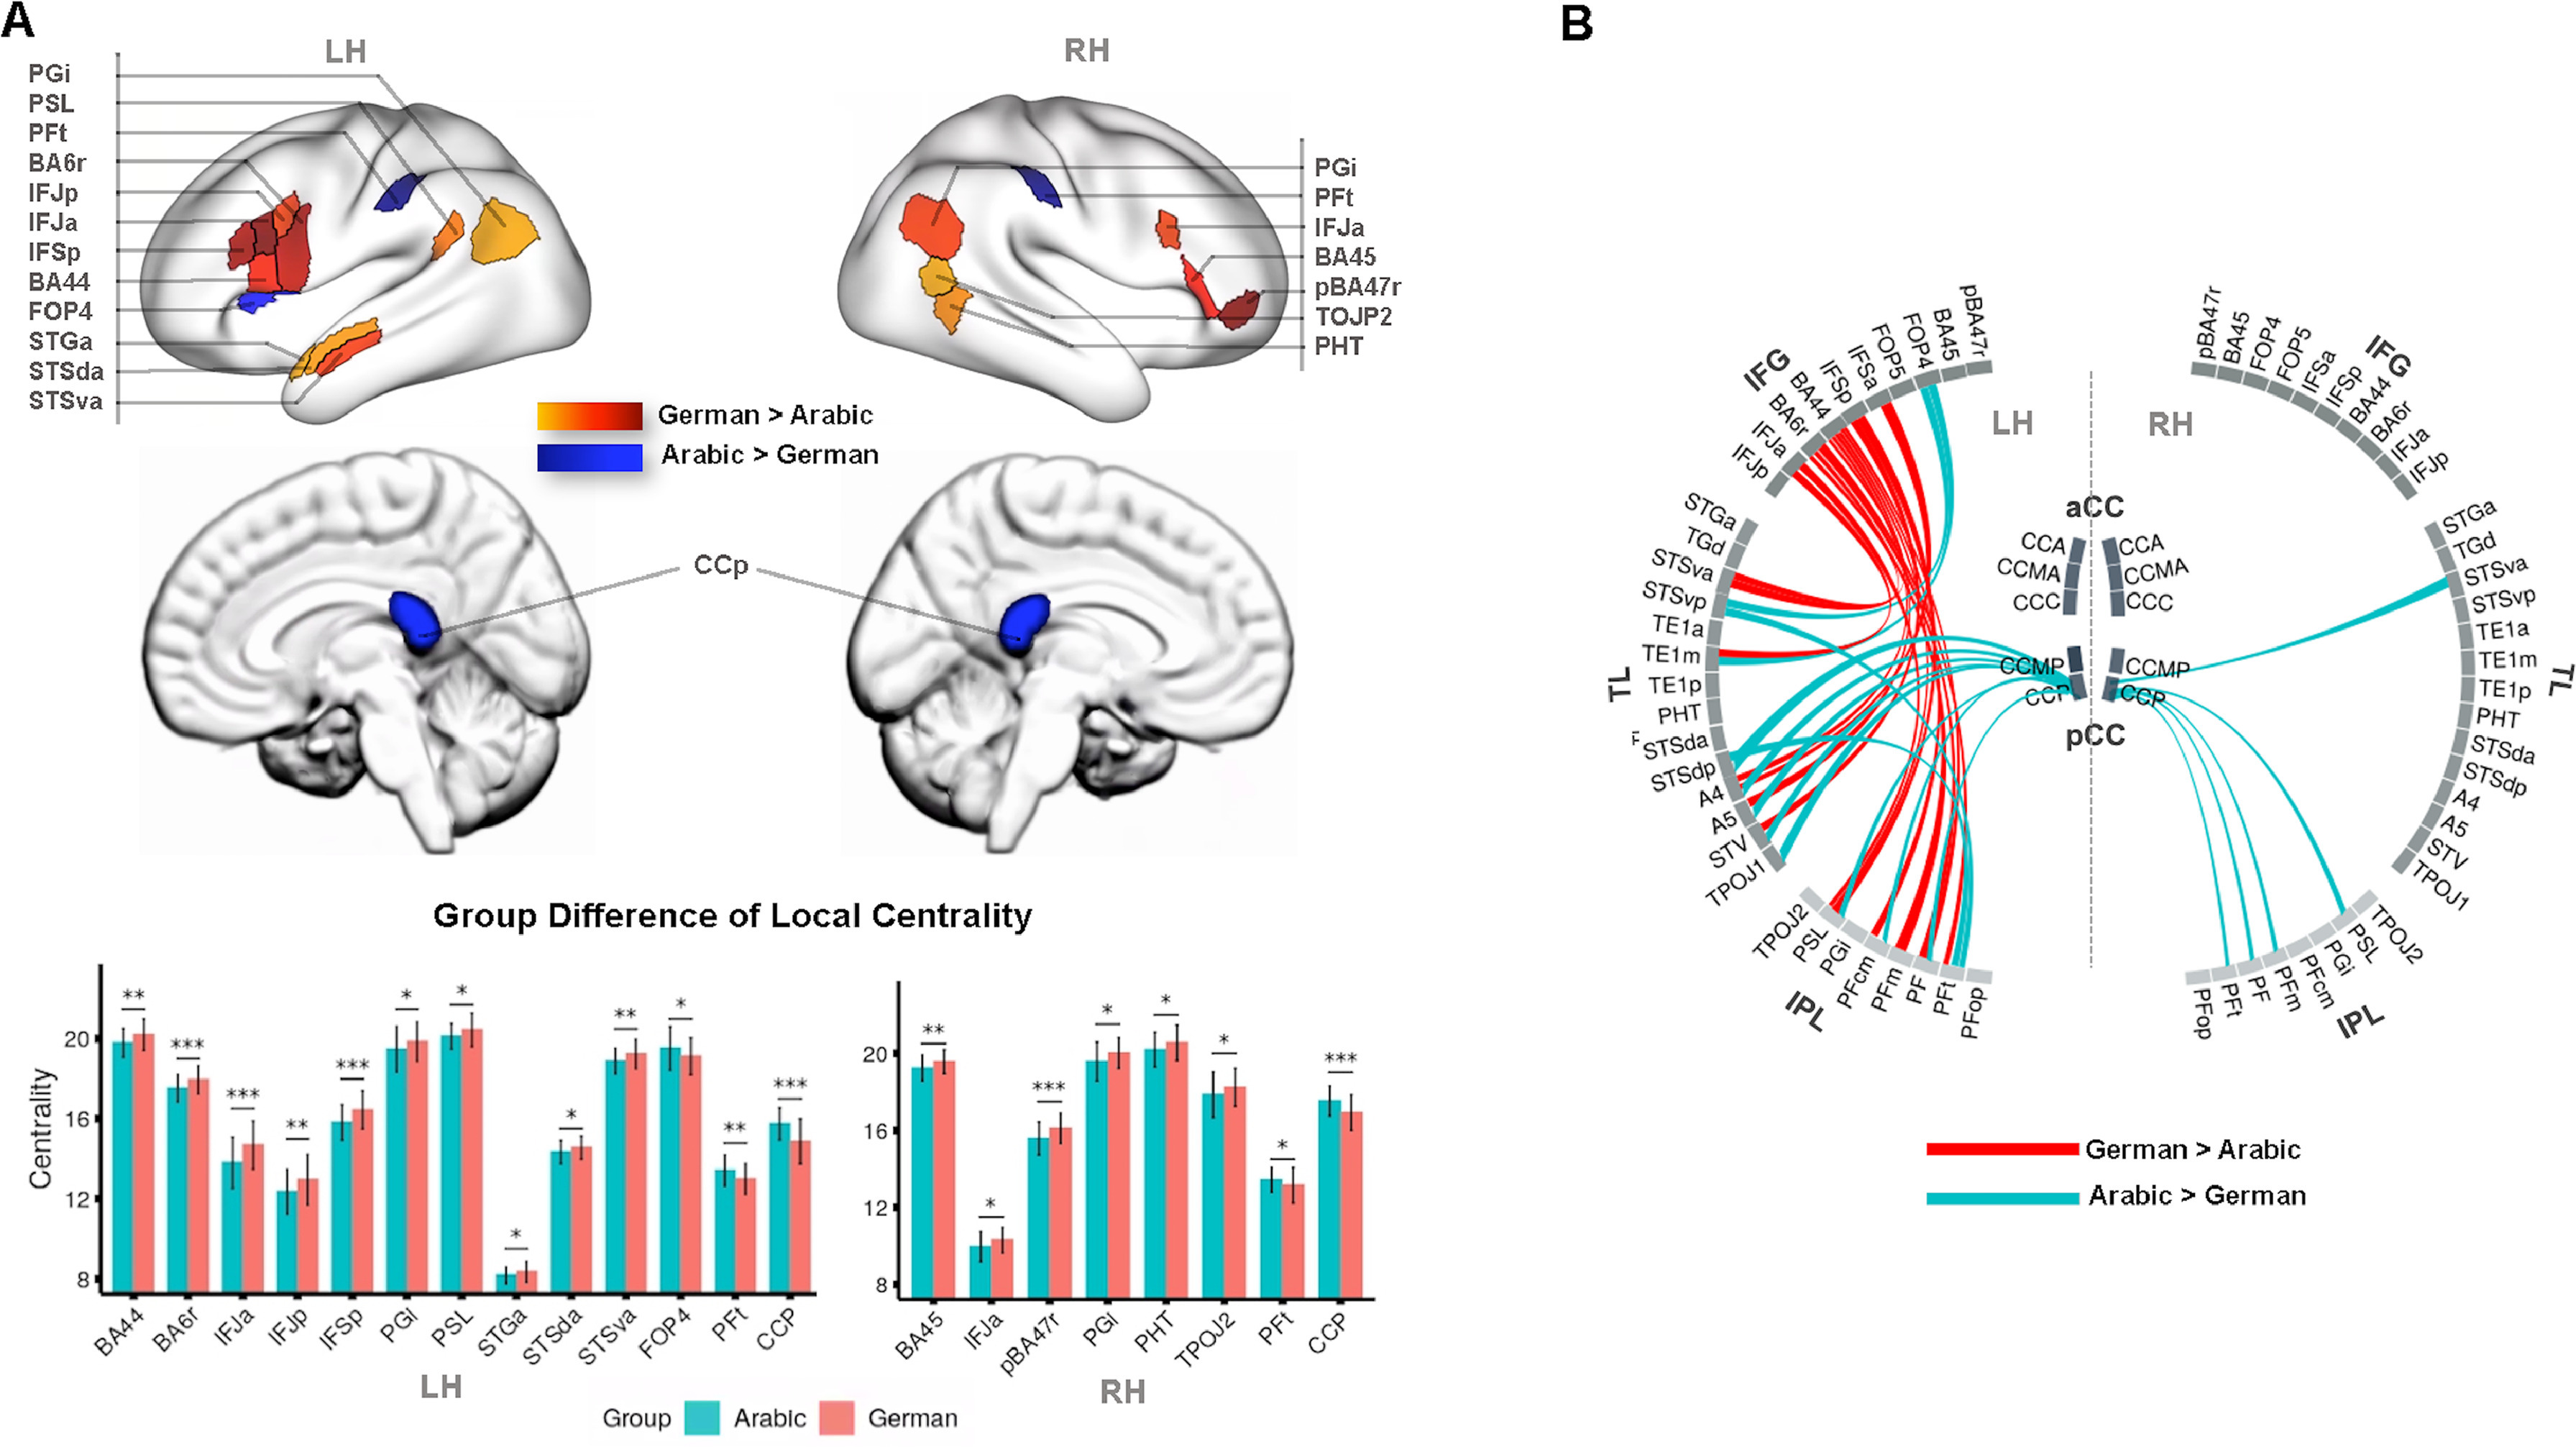 A
LH
PGi
PSL
PFt
BA6r
IFJp
IFJa
IFSp
BA44
FOP4
STGa
STSda
STSva
RH
PGi
PFt
IFJa
BA45
pBA47r
TOJP2
PHT
German > Arabic
Arabic > German
CCp
Group Difference of Local Centrality
Centrality
20
16
12
8
** *** *** ** *** * * * * ** * ** ***
BA44 BA6r IFJa IFJp IFSp PGi PSL STGa STSda STSva FOP4 PFt CCP
LH
20
16
12
8
** * *** * * * * ***
BA45 IFJa pBA47r PGi PHT TPOJ2 PFt CCP
RH
Group Arabic German
B
LH
RH
IFG
pBA47r
BA45
FOP4
FOP5
IFSa
IFSp
BA44
BA6r
IFJa
IFJp
TL
STGa
TGd
STSva
STSvp
TE1a
TE1m
TE1p
PHT
F
STSda
STSdp
A4
A5
STV
TPOJ1
IPL
TPOJ2
PSL
PGi
PFcm
PFm
PF
PFt
PFop
aCC
CCA
CCMA
CCC
CCA
CCMA
CCC
CCMP
CCP
CCMP
CCP
pCC
IFG
pBA47r
BA45
FOP4
FOP5
IFSa
IFSp
BA44
BA6r
IFJa
IFJp
TL
STGa
TGd
STSva
STSvp
TE1a
TE1m
TE1p
PHT
STSda
STSdp
A4
A5
STV
TPOJ1
IPL
TPOJ2
PSL
PGi
PFcm
PFm
PF
PFt
PFop
German > Arabic
Arabic > German